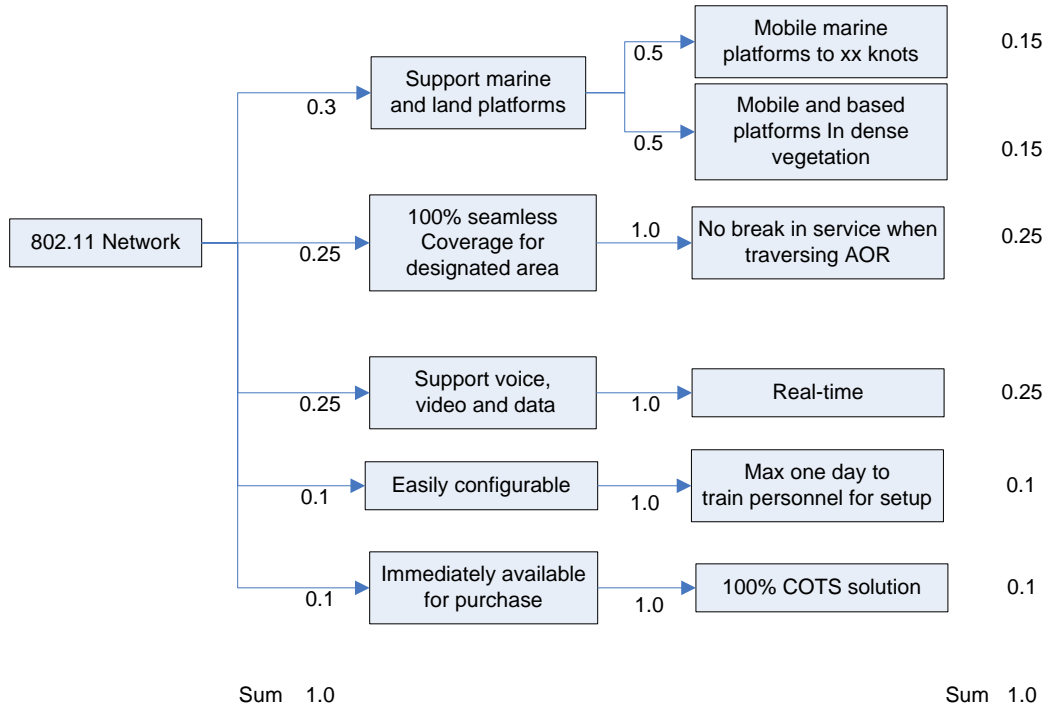 802.11 Network
0.3
Support marine
and land platforms
0.5
Mobile marine
platforms to xx knots
0.15
0.5
Mobile and based
platforms In dense
vegetation
0.15
0.25
100% seamless
Coverage for
designated area
1.0
No break in service when
traversing AOR
0.25
0.25
Support voice,
video and data
1.0
Real-time
0.25
0.1
Easily configurable
1.0
Max one day to
train personnel for setup
0.1
0.1
Immediately available
for purchase
1.0
100% COTS solution
0.1
Sum 1.0
Sum 1.0